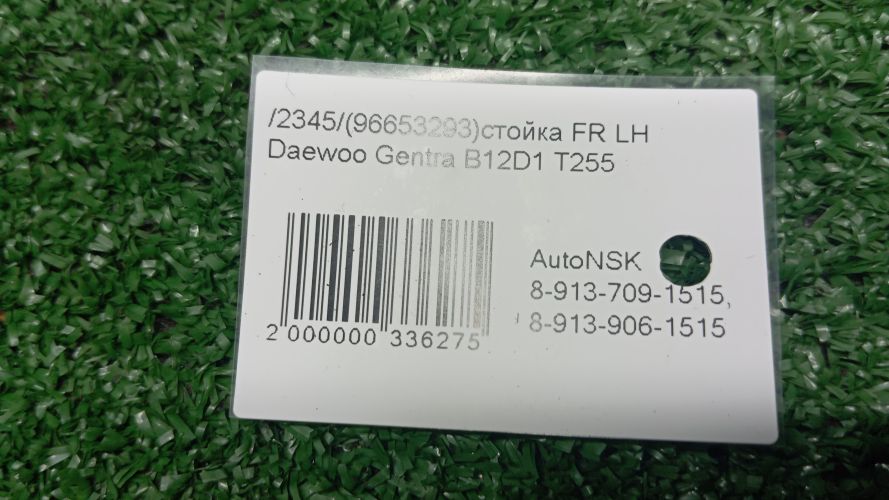 /2345/(96653293)стойка FR LH
Daewoo Gentra B12D1 T255
AutoNSK
8-913-709-1515,
8-913-906-1515
2 000000 336275